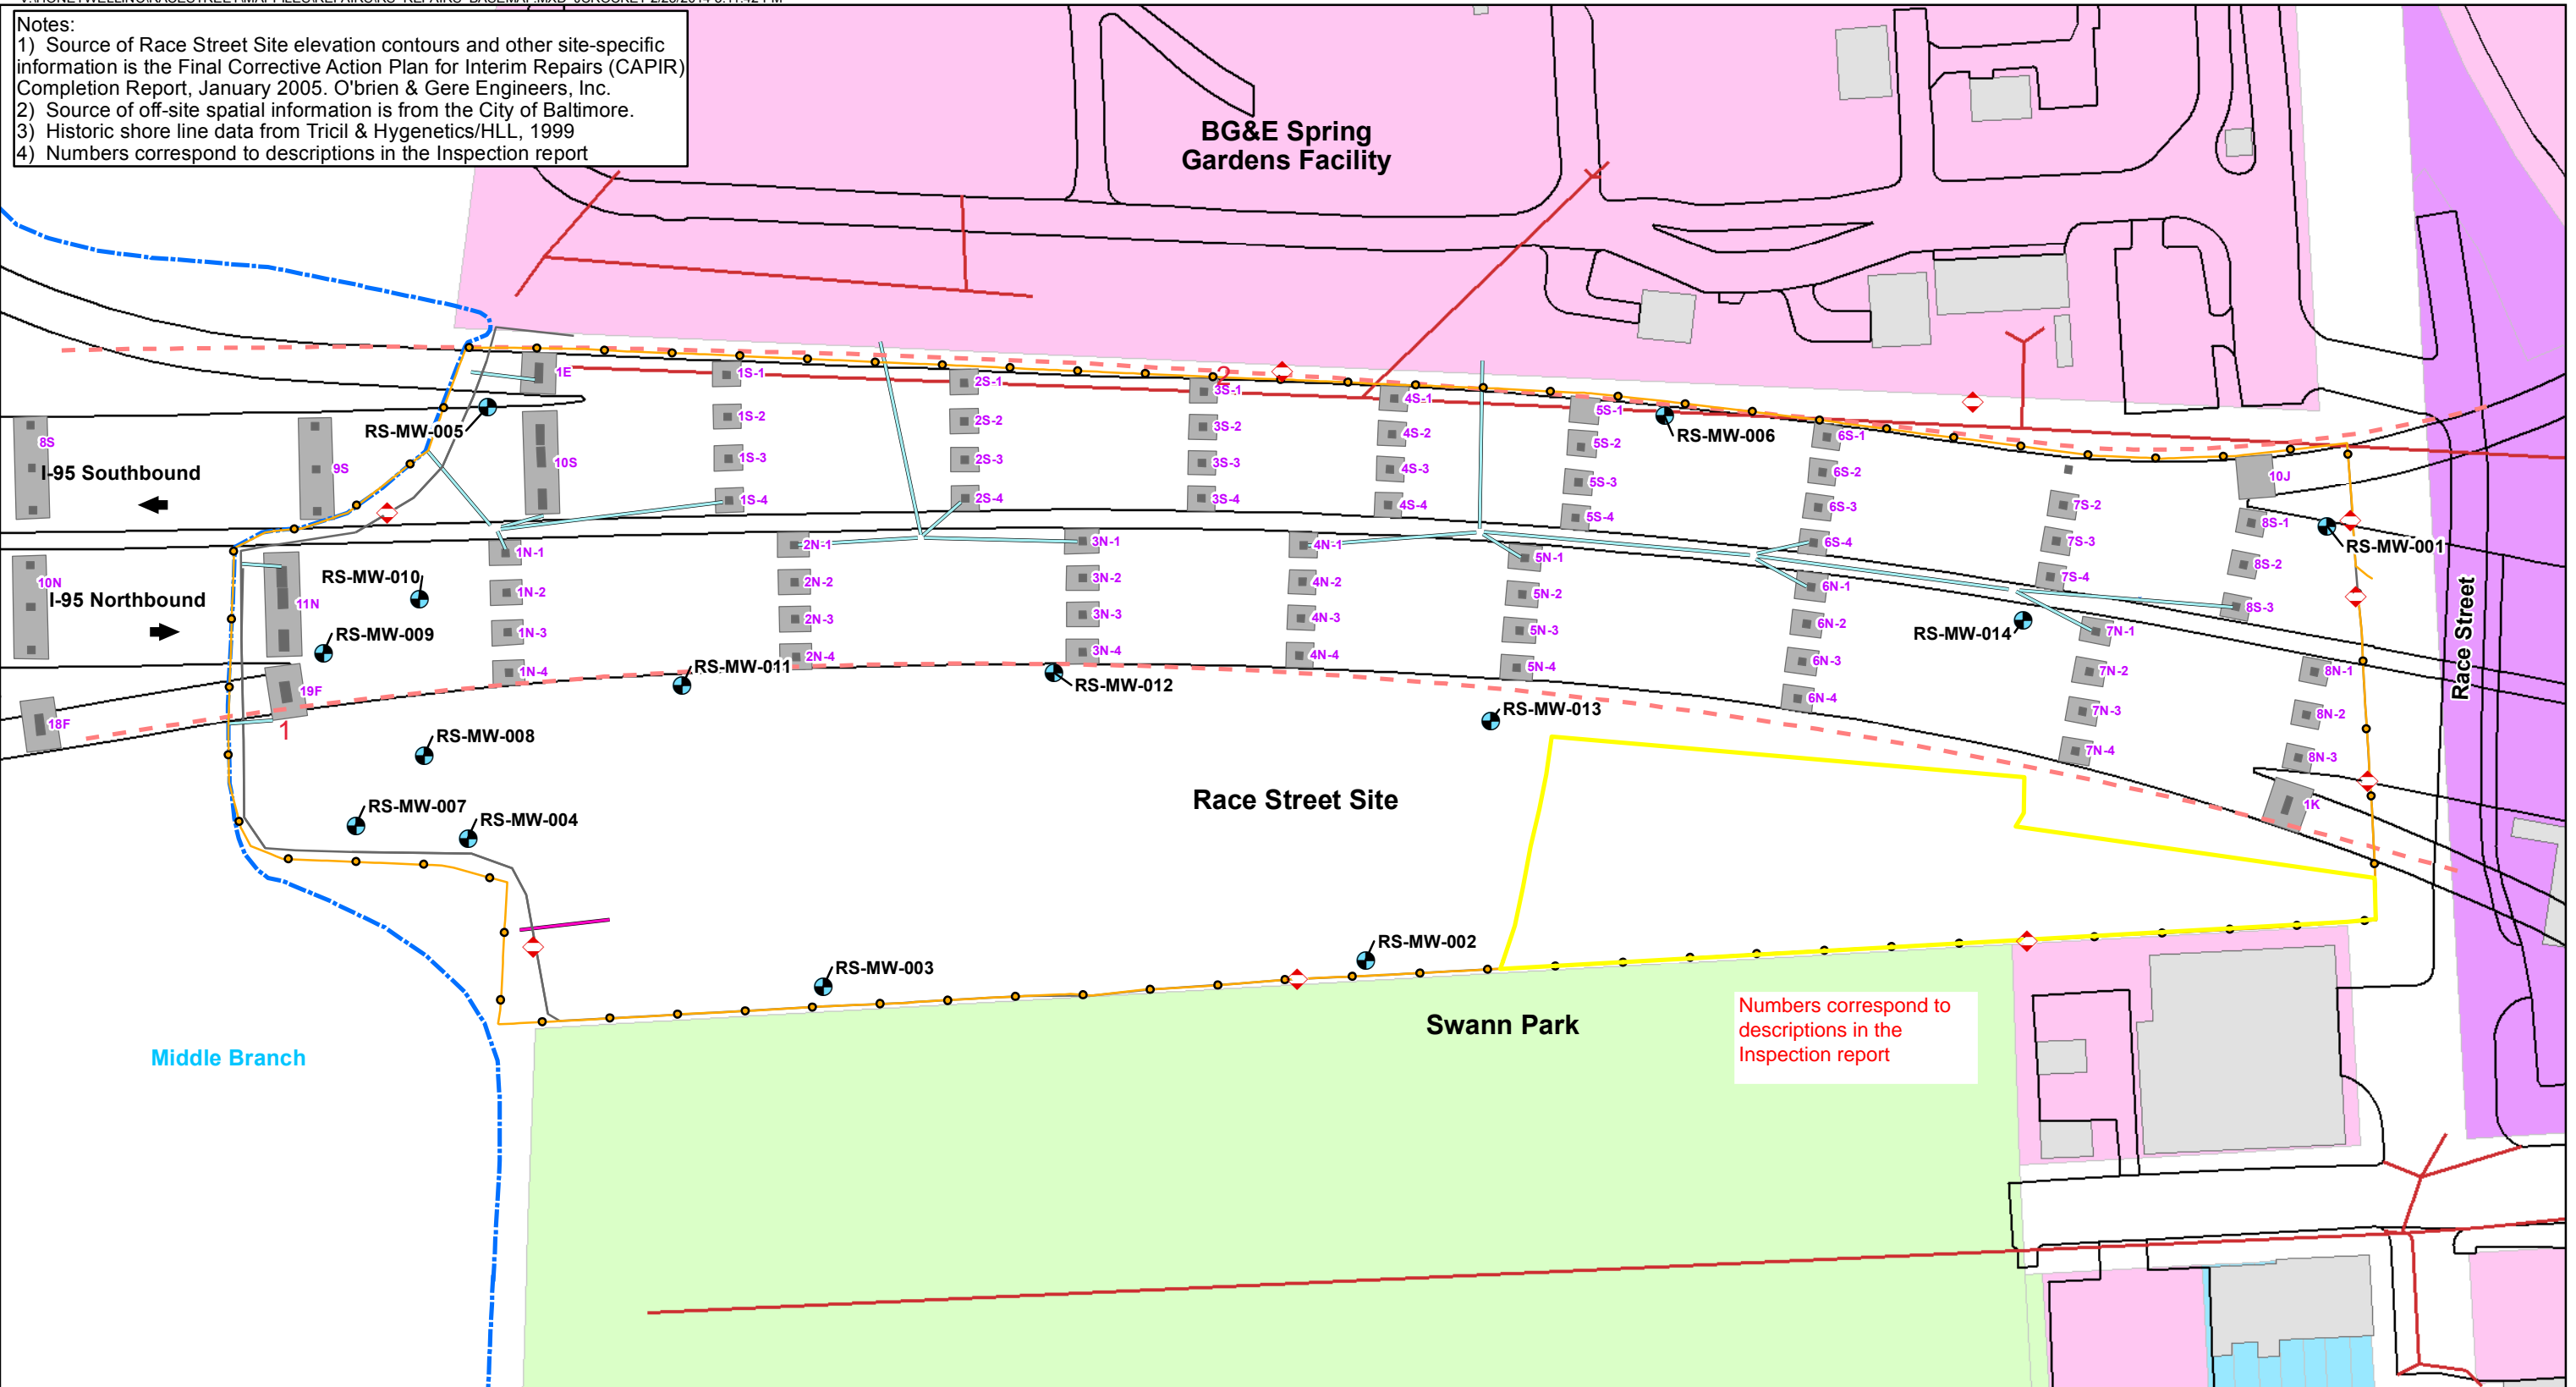 Notes:
1) Source of Race Street Site elevation contours and other site-specific
information is the Final Corrective Action Plan for Interim Repairs (CAPIR)
Completion Report, January 2005. O'brien & Gere Engineers, Inc.
2) Source of off-site spatial information is from the City of Baltimore.
3) Historic shore line data from Tricil & Hygenetics/HLL, 1999
4) Numbers correspond to descriptions in the Inspection report
BG&E Spring
Gardens Facility
1E
1S-1
1S-2
1S-3
1S-4
2S-1
2S-2
2S-3
2S-4
2
3S-1
3S-2
3S-3
3S-4
4S-1
4S-2
4S-3
4S-4
5S-1
5S-2
5S-3
5S-4
RS-MW-006
6S-1
6S-2
6S-3
6S-4
7S-2
7S-3
7S-4
10J
8S-1
8S-2
8S-3
RS-MW-001
RS-MW-005
8S
9S
10S
I-95 Southbound
10N
I-95 Northbound
11N
RS-MW-010
RS-MW-009
1N-1
1N-2
1N-3
1N-4
2N-1
2N-2
2N-3
2N-4
3N-1
3N-2
3N-3
3N-4
4N-1
4N-2
4N-3
4N-4
5N-1
5N-2
5N-3
5N-4
6N-1
6N-2
6N-3
6N-4
RS-MW-014
7N-1
7N-2
7N-3
7N-4
8N-1
8N-2
8N-3
1K
Race Street
18F
19F
1
RS-MW-011
RS-MW-012
RS-MW-013
RS-MW-008
RS-MW-007
RS-MW-004
Race Street Site
RS-MW-003
RS-MW-002
Swann Park
Middle Branch
Numbers correspond to
descriptions in the
Inspection report